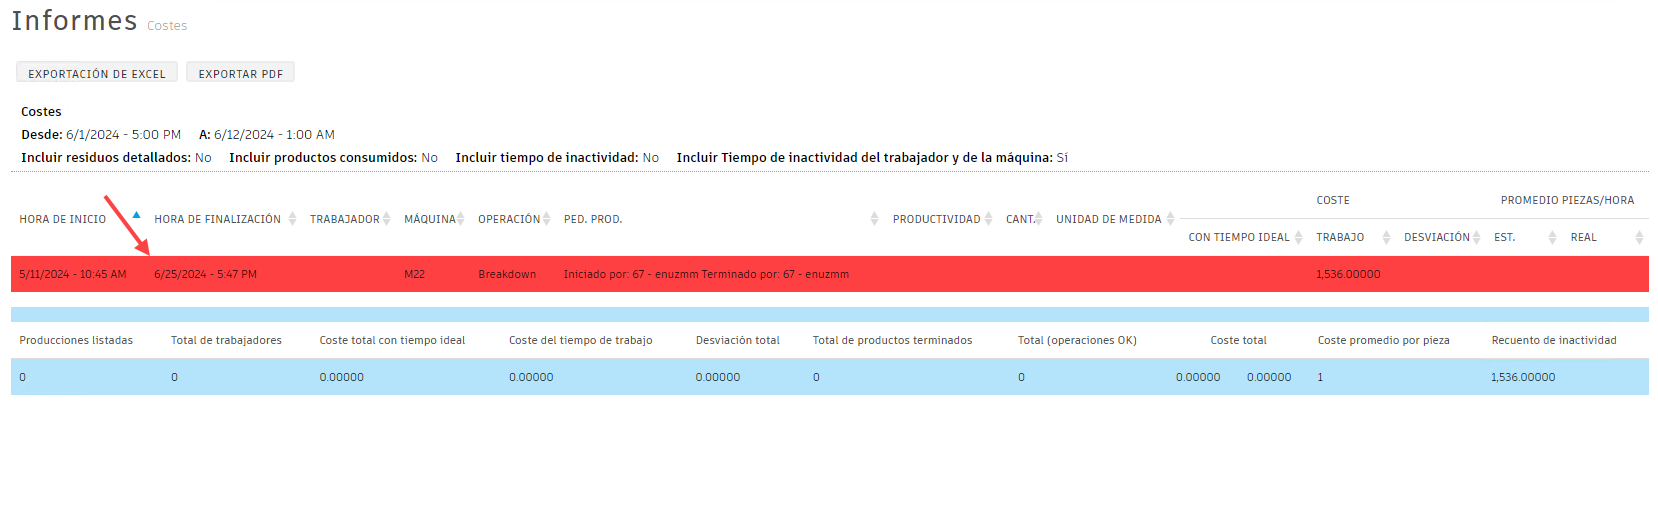 Informes Costes
EXPORTACIÓN DE EXCEL EXPORTAR PDF
Costes
Desde: 6/1/2024 - 5:00 PM A: 6/12/2024 - 1:00 AM
Incluir residuos detallados: No Incluir productos consumidos: No Incluir tiempo de inactividad: No Incluir Tiempo de inactividad del trabajador y de la máquina: Sí
COSTE PROMEDIO PIEZAS/HORA
HORA DE INICIO HORA DE FINALIZACIÓN TRABAJADOR MÁQUINA OPERACIÓN PED. PROD. PRODUCTIVIDAD CANT. UNIDAD DE MEDIDA
CON TIEMPO IDEAL TRABAJO DESVIACIÓN EST. REAL
5/11/2024 - 10:45 AM 6/25/2024 - 5:47 PM M22 Breakdown Iniciado por: 67 - enuzmm Terminado por: 67 - enuzmm 1,536.00000
Producciones listadas Total de trabajadores Coste total con tiempo ideal Coste del tiempo de trabajo Desviación total Total de productos terminados Total (operaciones OK) Coste total Coste promedio por pieza Recuento de inactividad
0 0 0.00000 0.00000 0.00000 0 0 0.00000 0.00000 1 1,536.00000